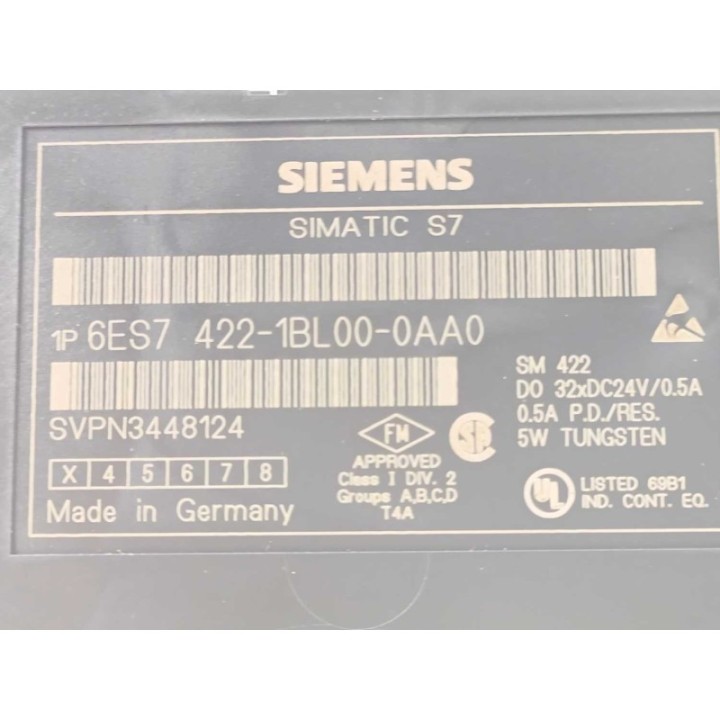 SIEMENS
SIMATIC S7
1P 6ES7 422-1BL00-0AA0
SM 422
DO 32xDC24V/0.5A
0.5A P.D./RES.
5W TUNGSTEN
SVPN3448124
FM
APPROVED
Class I DIV. 2
Groups A,B,C,D
T4A
SA
UL
LISTED 69B1
IND. CONT. EQ.
X 4 5 6 7 8
Made in Germany